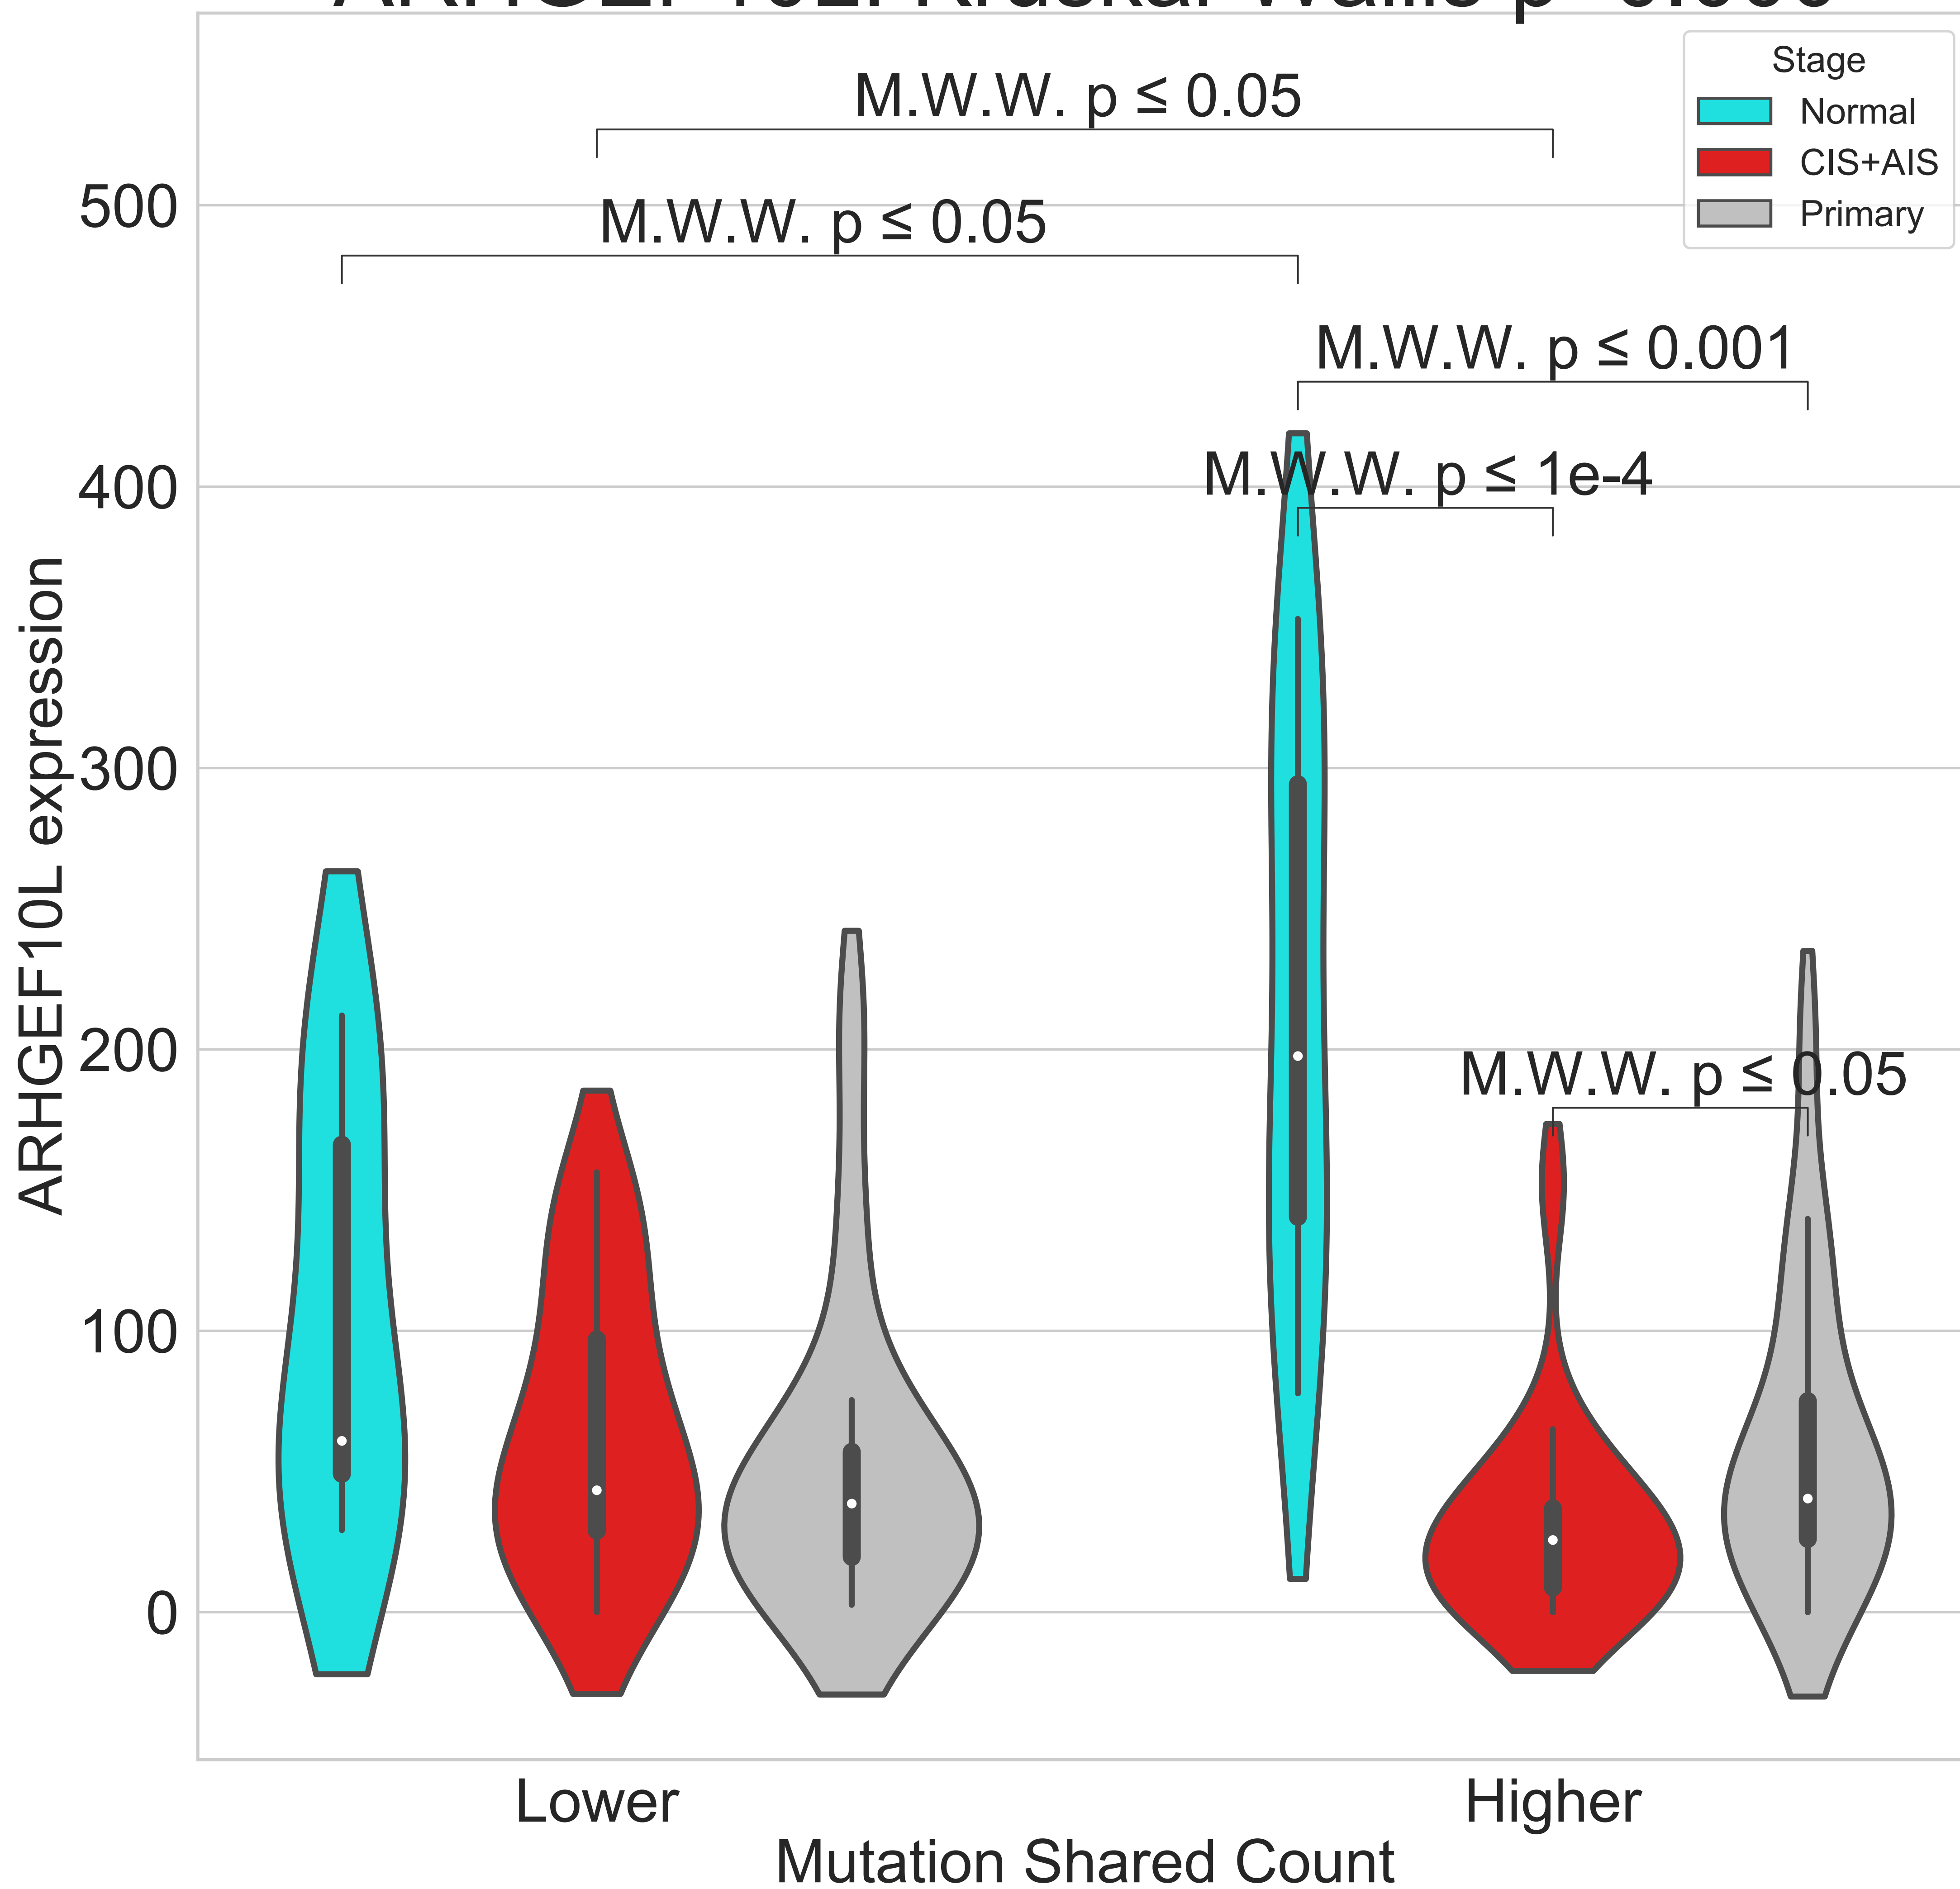 M.W.W. p ≤ 0.05
M.W.W. p ≤ 0.05
M.W.W. p ≤ 0.001
M.W.W. p ≤ 1e-4
M.W.W. p ≤ 0.05
Stage
Normal
CIS+AIS
Primary
ARHGEF10L expression
500
400
300
200
100
0
Lower
Higher
Mutation Shared Count